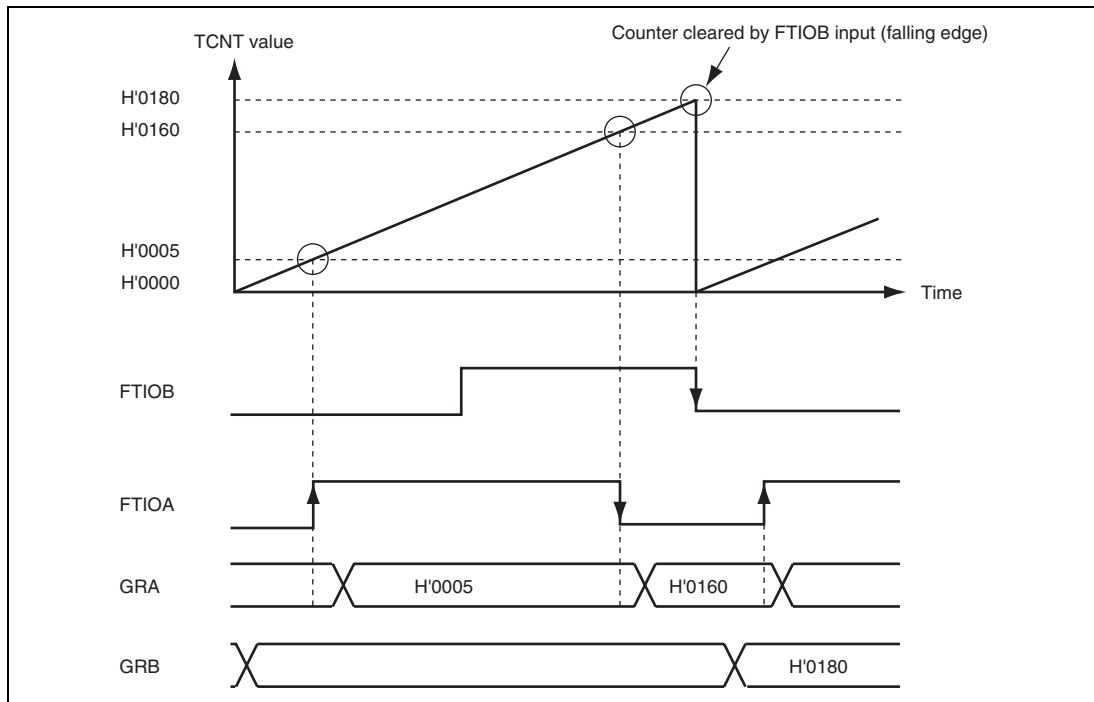 Counter cleared by FTIOB input (falling edge)
TCNT value
H'0180
H'0160
H'0005
H'0000
Time
FTIOB
FTIOA
GRA
H'0005
H'0160
GRB
H'0180